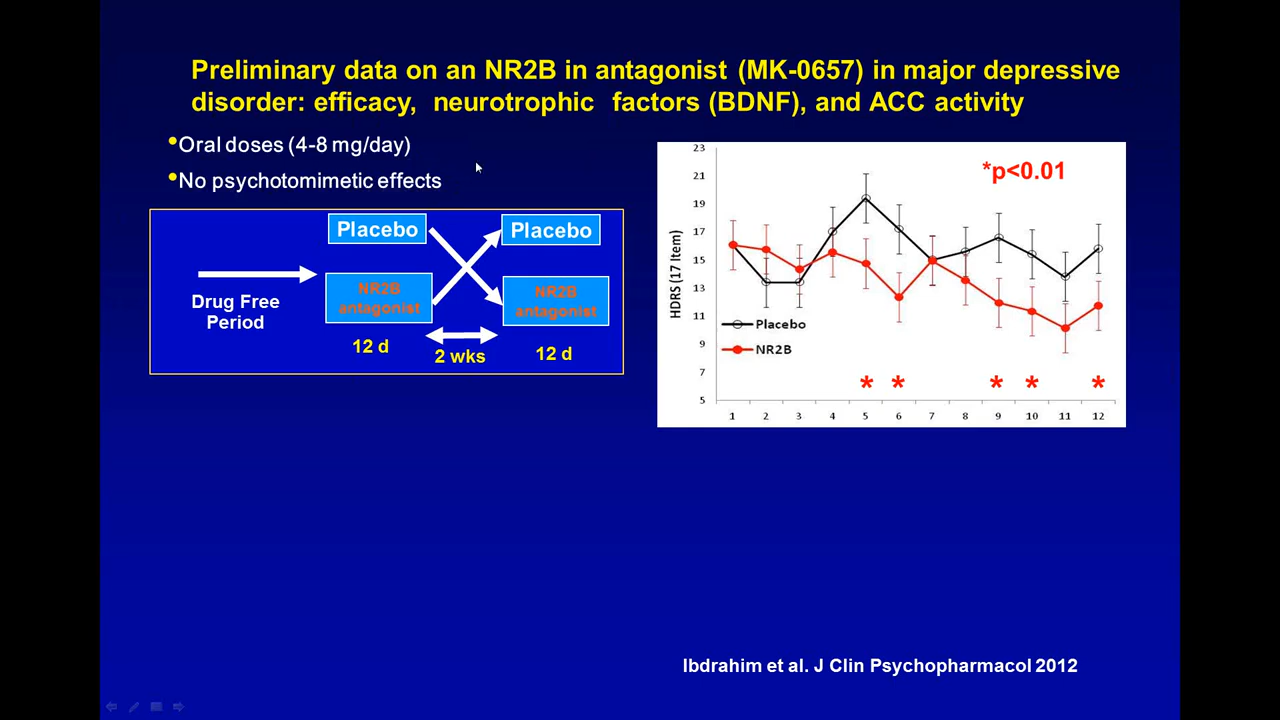 Preliminary data on an NR2B in antagonist (MK-0657) in major depressive
disorder: efficacy, neurotrophic factors (BDNF), and ACC activity
•Oral doses (4-8 mg/day)
•No psychotomimetic effects
Drug Free
Period
Placebo
NR2B
antagonist
12 d
2 wks
Placebo
NR2B
antagonist
12 d
*p<0.01
HDRS (17 Item)
23
21
19
17
15
13
11
9
7
5
Placebo
NR2B
* * * * *
1 2 3 4 5 6 7 8 9 10 11 12
Ibdrahim et al. J Clin Psychopharmacol 2012